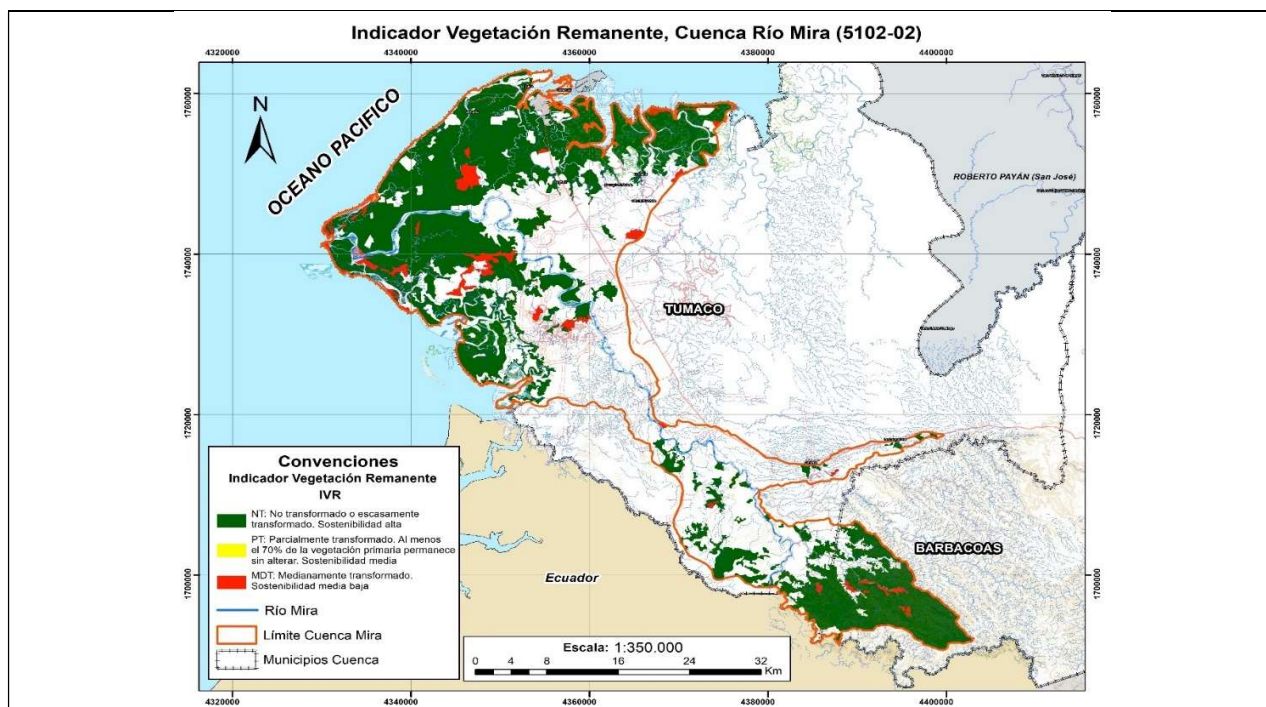 Indicador Vegetación Remanente, Cuenca Río Mira (5102-02)
4320000 4340000 4360000 4380000 4400000
1760000 1760000
N
OCEANO PACIFICO
ROBERTO PAYÁN (San José)
1740000 1740000
TUMACO
1720000 1720000
BARBACOAS
Ecuador
1700000 1700000
Convenciones
Indicador Vegetación Remanente
IVR
NT: No transformado o escasamente
transformado. Sostenibilidad alta
PT: Parcialmente transformado. Al menos
el 70% de la vegetación primaria permanece
sin alterar. Sostenibilidad media
MDT: Medianamente transformado.
Sostenibilidad media baja
Río Mira
Límite Cuenca Mira
Municipios Cuenca
Escala: 1:350.000
0 4 8 16 24 32
Km
4320000 4340000 4360000 4380000 4400000